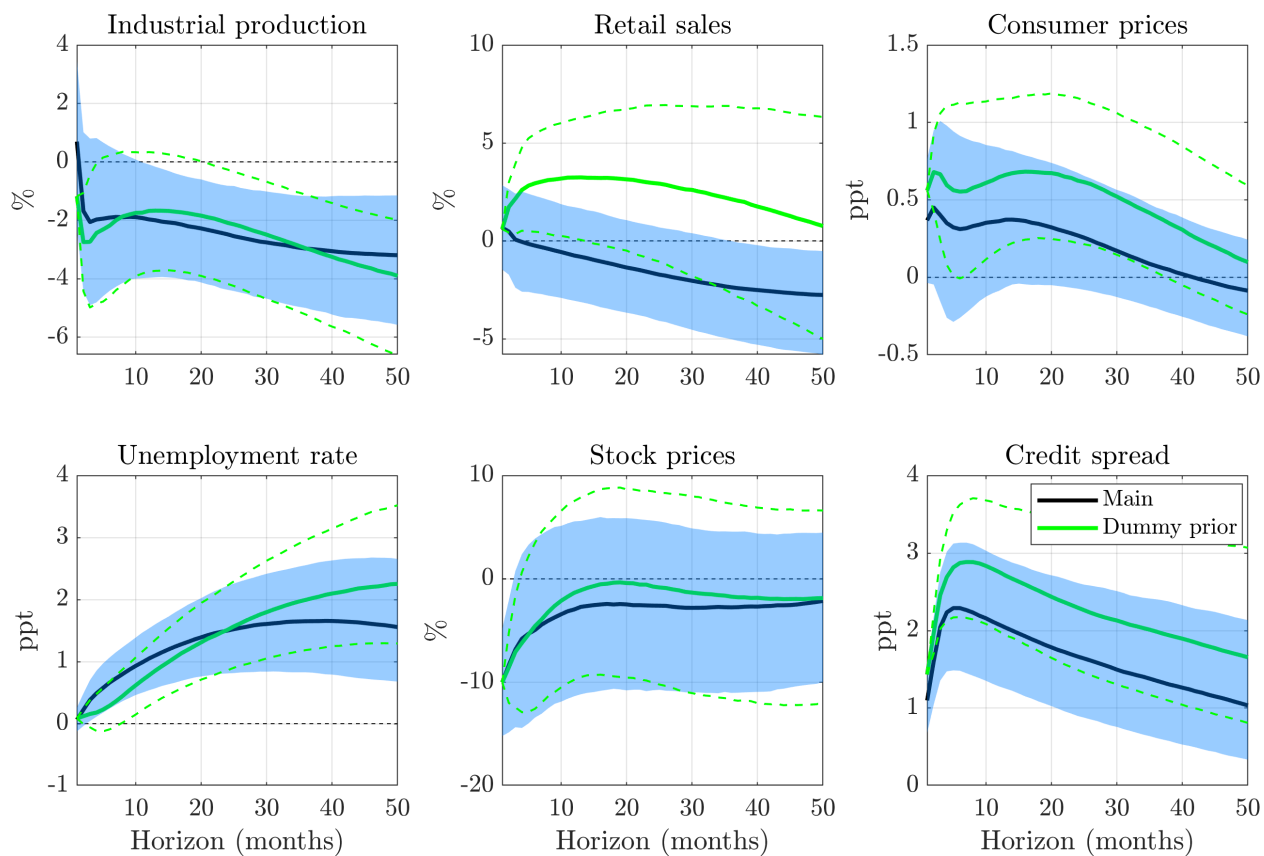 Industrial production
4
2
0
-2
-4
-6
%
10 20 30 40 50
Retail sales
10
5
0
-5
%
10 20 30 40 50
Consumer prices
1.5
1
0.5
0
-0.5
ppt
10 20 30 40 50
Unemployment rate
4
3
2
1
0
-1
ppt
10 20 30 40 50
Horizon (months)
Stock prices
10
0
-10
-20
%
10 20 30 40 50
Horizon (months)
Credit spread
4
3
2
1
0
ppt
Main
Dummy prior
10 20 30 40 50
Horizon (months)